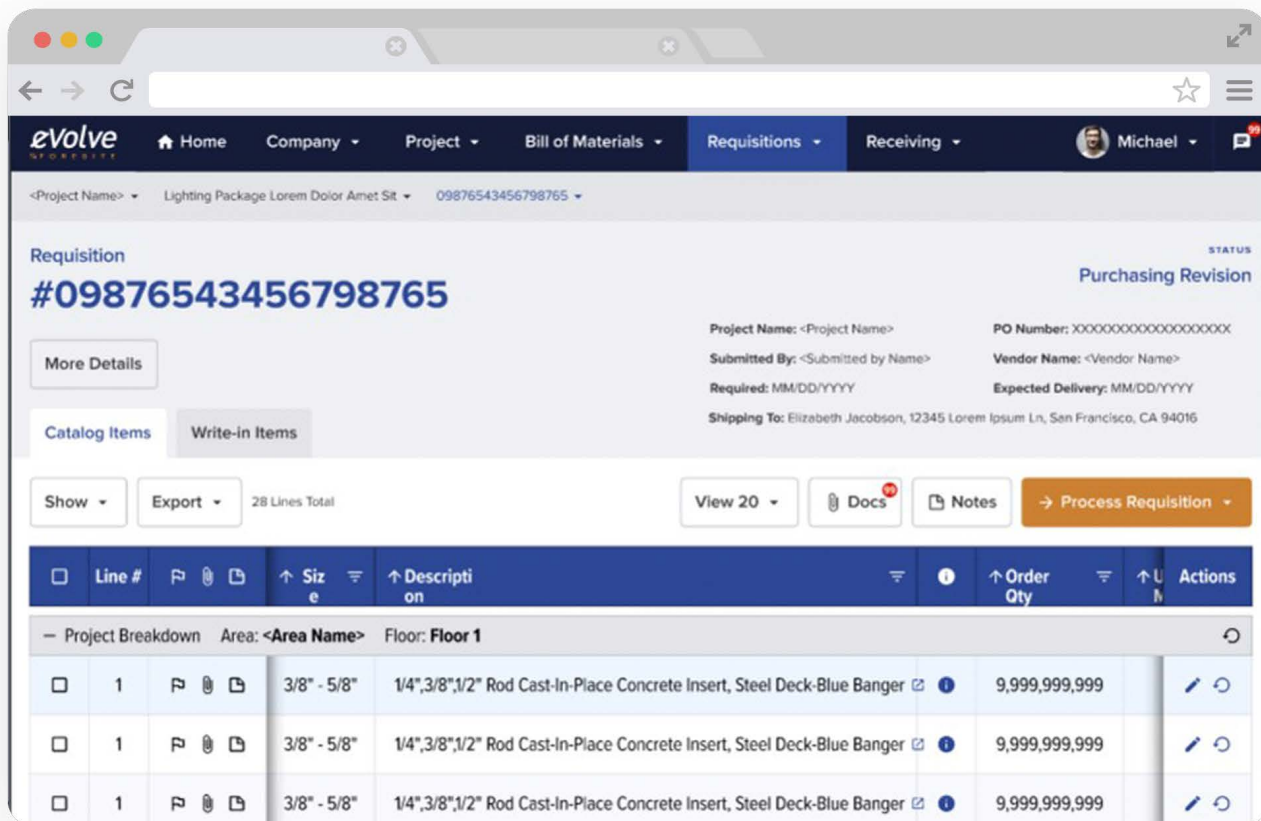 eVolve
FORESITE
Home Company Project Bill of Materials Requisitions Receiving Michael 99
<Project Name> Lighting Package Lorem Dolor Amet Sit 09876543456798765
Requisition
#09876543456798765
More Details
STATUS
Purchasing Revision
Project Name: <Project Name> PO Number: XXXXXXXXXXXXXXXXXXX
Submitted By: <Submitted by Name> Vendor Name: <Vendor Name>
Required: MM/DD/YYYY Expected Delivery: MM/DD/YYYY
Shipping To: Elizabeth Jacobson, 12345 Lorem Ipsum Ln, San Francisco, CA 94016
Catalog Items Write-in Items
Show Export 28 Lines Total View 20 Docs 99 Notes Process Requisition
Line # Siz Descripti Order U Actions
e on Qty M
Project Breakdown Area: <Area Name> Floor: Floor 1
1 3/8" - 5/8" 1/4",3/8",1/2" Rod Cast-In-Place Concrete Insert, Steel Deck-Blue Banger 9,999,999,999
1 3/8" - 5/8" 1/4",3/8",1/2" Rod Cast-In-Place Concrete Insert, Steel Deck-Blue Banger 9,999,999,999
1 3/8" - 5/8" 1/4",3/8",1/2" Rod Cast-In-Place Concrete Insert, Steel Deck-Blue Banger 9,999,999,999